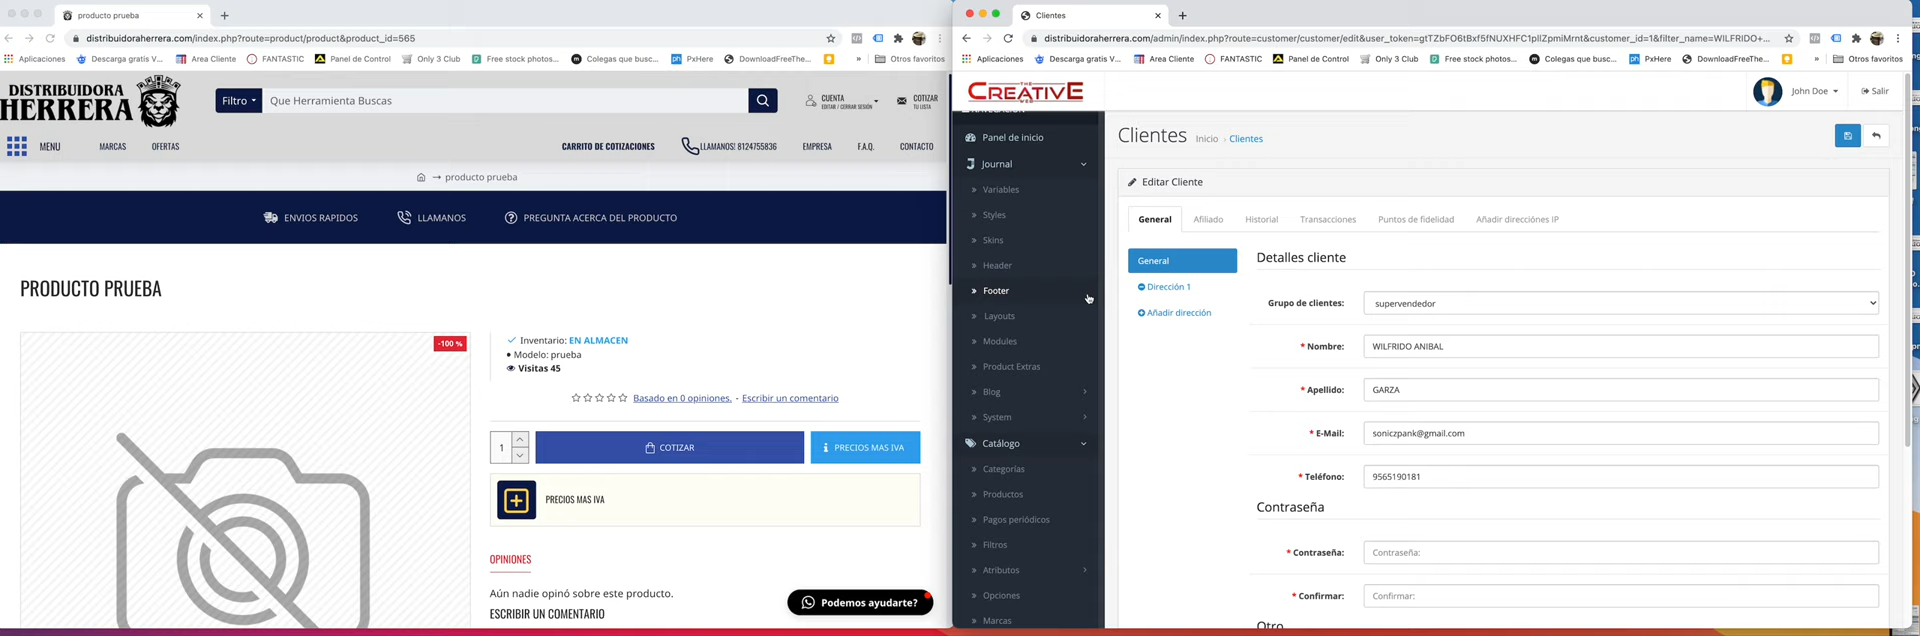 producto prueba
distribuidoraherrera.com/index.php?route=product/product&product_id=565
Aplicaciones
Descarga gratis V...
Area Cliente
FANTASTIC
Panel de Control
Only 3 Club
Free stock photos...
Colegas que busc...
PxHere
DownloadFreeThe...
»
Otros favoritos
DISTRIBUIDORA
HERRERA
Filtro
Que Herramienta Buscas
CUENTA
EDITAR / CERRAR SESIÓN
COTIZAR
TU LISTA
MENU
MARCAS
OFERTAS
CARRITO DE COTIZACIONES
LLAMANOS! 8124755836
EMPRESA
F.A.Q.
CONTACTO
→ producto prueba
ENVIOS RAPIDOS
LLAMANOS
PREGUNTA ACERCA DEL PRODUCTO
PRODUCTO PRUEBA
-100 %
Inventario: EN ALMACEN
• Modelo: prueba
Visitas 45
Basado en 0 opiniones. - Escribir un comentario
1
COTIZAR
PRECIOS MAS IVA
PRECIOS MAS IVA
OPINIONES
Aún nadie opinó sobre este producto.
ESCRIBIR UN COMENTARIO
Podemos ayudarte?
Clientes
distribuidoraherrera.com/admin/index.php?route=customer/customer/edit&user_token=gtTZbFO6tBxf5fNUXHFC1pllZpmiMrnt&customer_id=1&filter_name=WILFRIDO+...
Aplicaciones
Descarga gratis V...
Area Cliente
FANTASTIC
Panel de Control
Only 3 Club
Free stock photos...
Colegas que busc...
PxHere
DownloadFreeThe...
»
Otros favoritos
THE
CREATIVE
WEB
John Doe
Salir
Panel de inicio
Journal
» Variables
» Styles
» Skins
» Header
» Footer
» Layouts
» Modules
» Product Extras
» Blog
» System
Catálogo
» Categorías
» Productos
» Pagos periódicos
» Filtros
» Atributos
» Opciones
» Marcas
Clientes
Inicio › Clientes
Editar Cliente
General
Afiliado
Historial
Transacciones
Puntos de fidelidad
Añadir direcciónes IP
General
Dirección 1
Añadir dirección
Detalles cliente
Grupo de clientes:
supervendedor
* Nombre:
WILFRIDO ANIBAL
* Apellido:
GARZA
* E-Mail:
soniczpank@gmail.com
* Teléfono:
9565190181
Contraseña
* Contraseña:
Contraseña:
* Confirmar:
Confirmar:
Otro